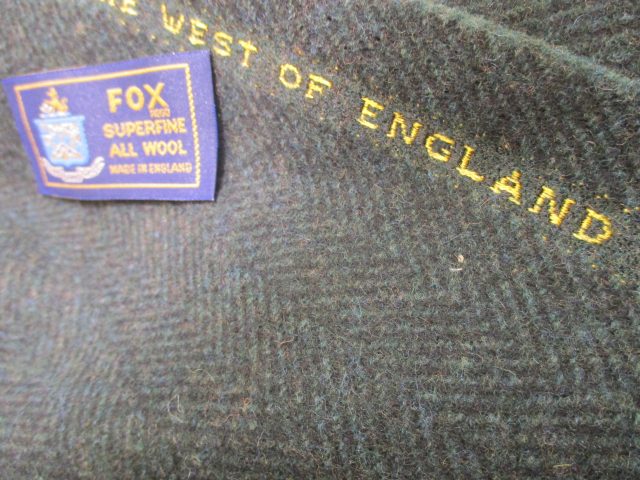 WEST OF ENGLAND
FOX
SUPERFINE
ALL WOOL
MADE IN ENGLAND